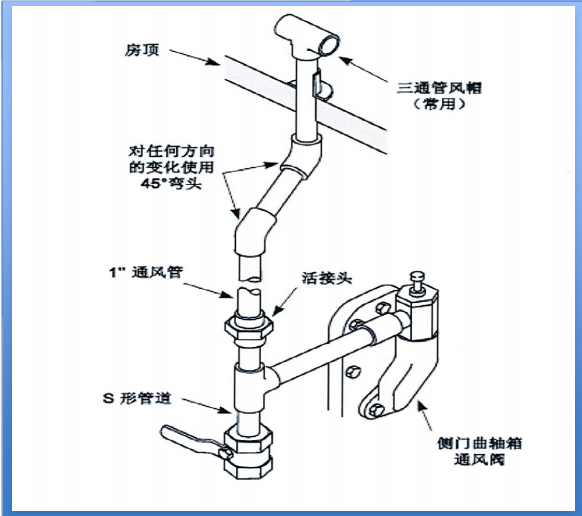 房顶
三通管风帽
（常用）
对任何方向
的变化使用
45°弯头
1" 通风管
活接头
S 形管道
侧门曲轴箱
通风阀